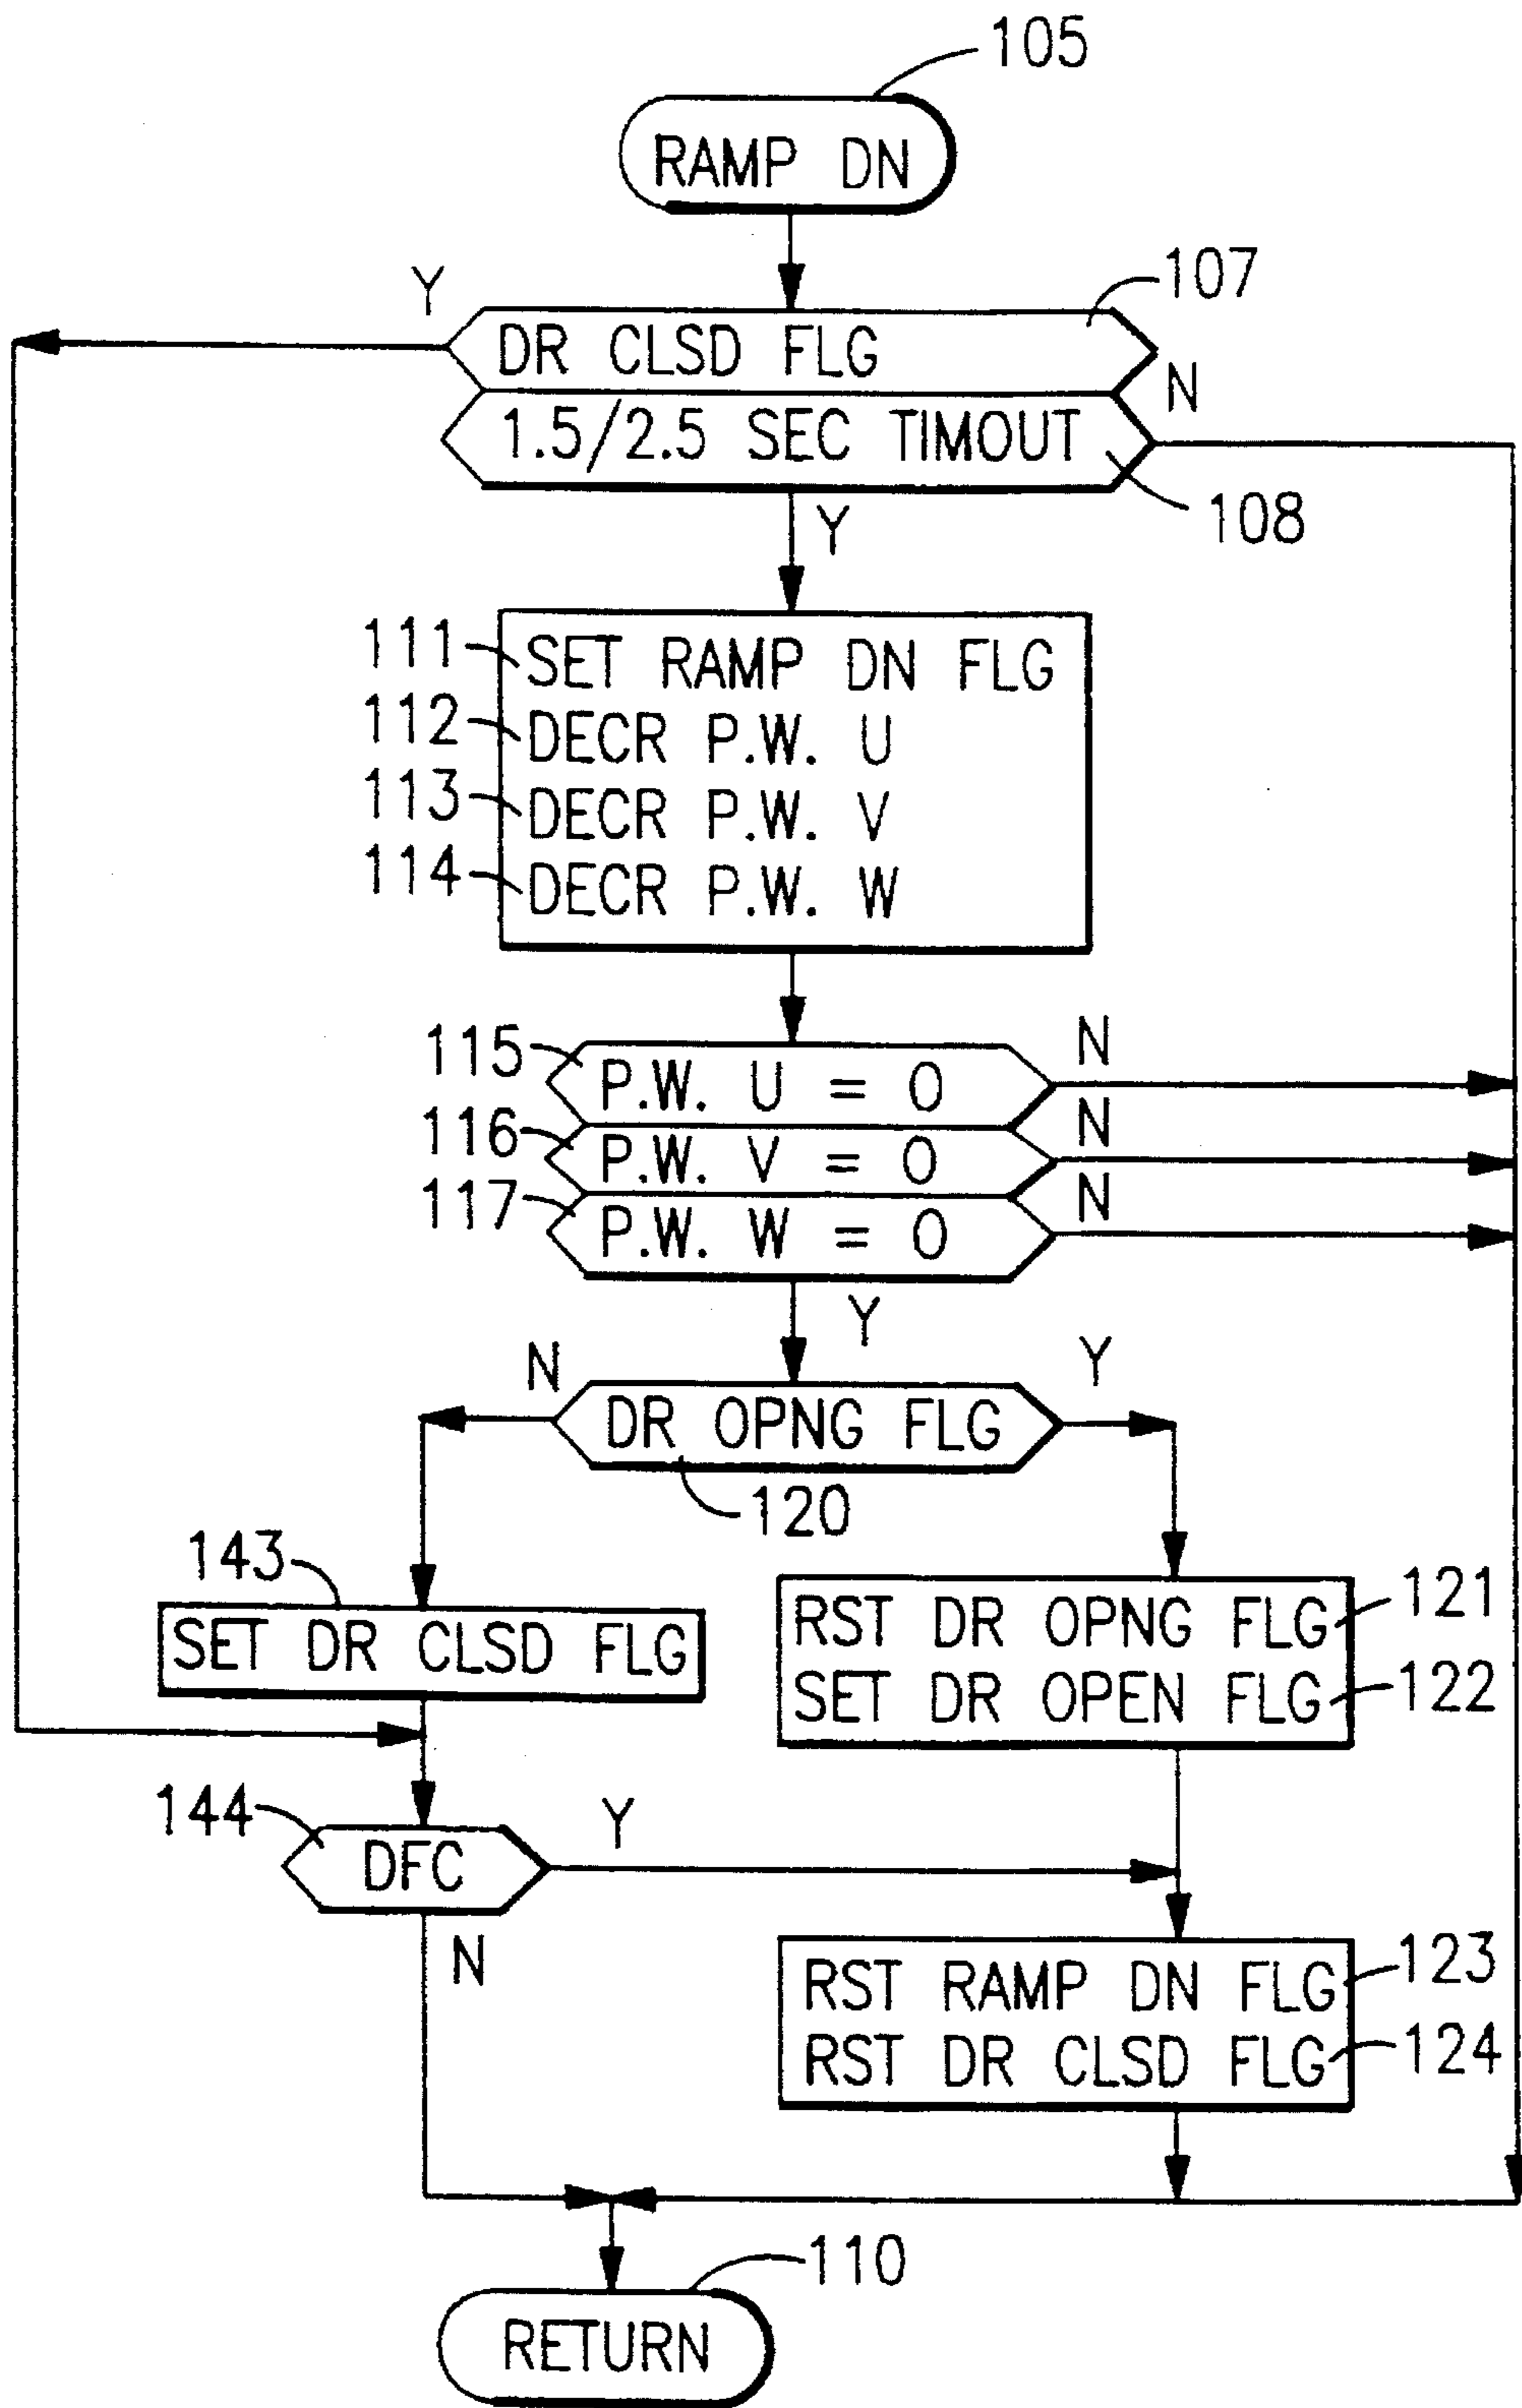 105
RAMP DN
Y
107
DR CLSD FLG
N
1.5/2.5 SEC TIMOUT
108
Y
111 SET RAMP DN FLG
112 DECR P.W. U
113 DECR P.W. V
114 DECR P.W. W
115 P.W. U = 0 N
116 P.W. V = 0 N
117 P.W. W = 0 N
Y
N
Y
DR OPNG FLG
120
143
SET DR CLSD FLG
RST DR OPNG FLG 121
SET DR OPEN FLG 122
144
DFC
Y
N
RST RAMP DN FLG 123
RST DR CLSD FLG 124
110
RETURN